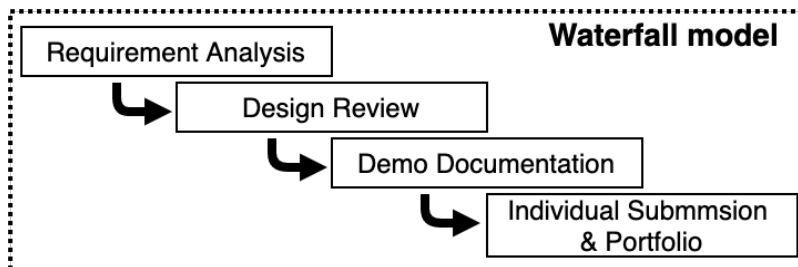 Waterfall model
Requirement Analysis
Design Review
Demo Documentation
Individual Submmsion
& Portfolio